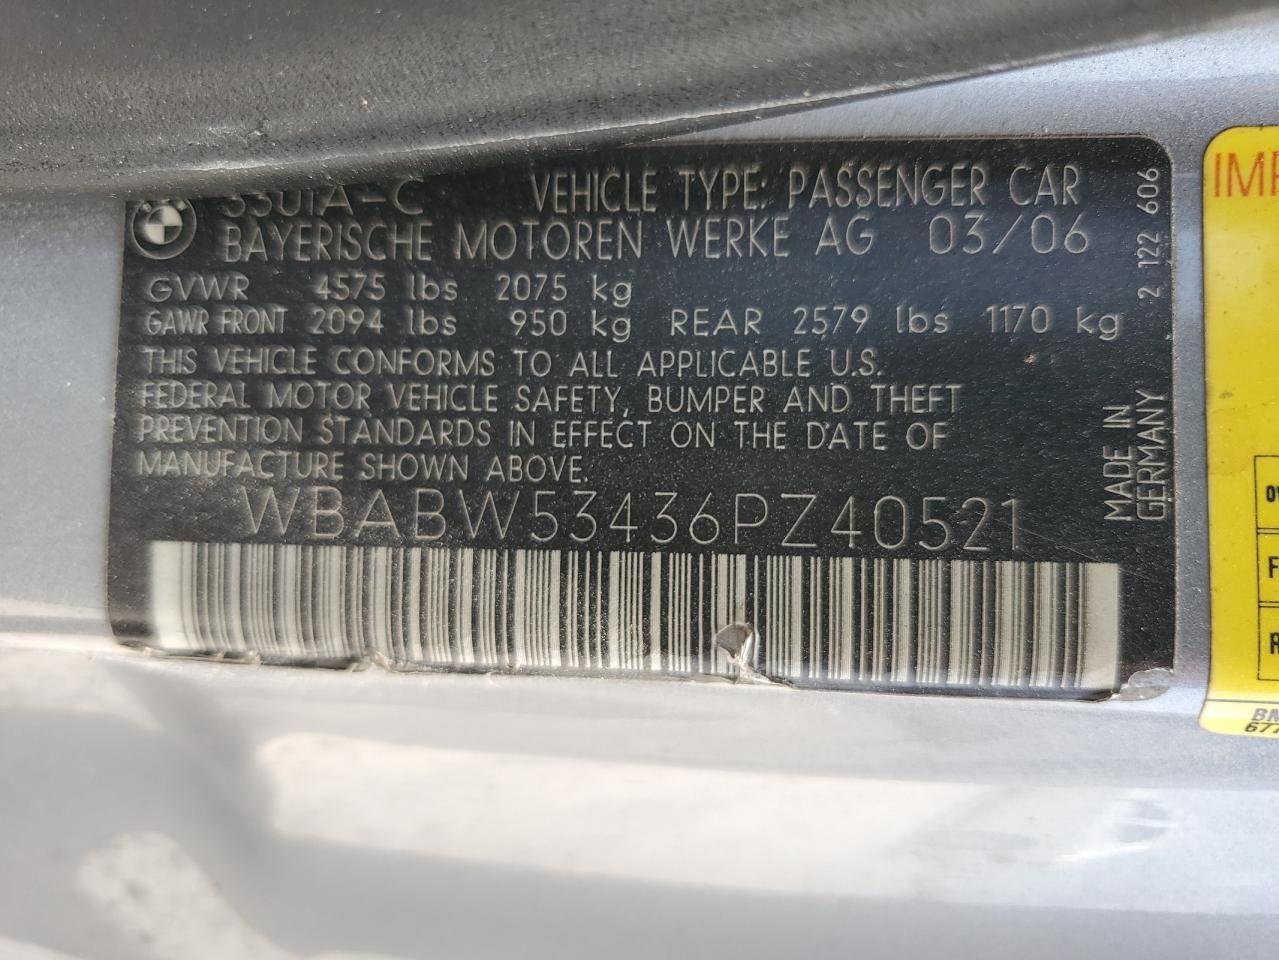 330iA-C VEHICLE TYPE: PASSENGER CAR
BAYERISCHE MOTOREN WERKE AG 03/06
GVWR 4575 lbs 2075 kg
GAWR FRONT 2094 lbs 950 kg REAR 2579 lbs 1170 kg
THIS VEHICLE CONFORMS TO ALL APPLICABLE U.S.
FEDERAL MOTOR VEHICLE SAFETY, BUMPER AND THEFT
PREVENTION STANDARDS IN EFFECT ON THE DATE OF
MANUFACTURE SHOWN ABOVE.
WBABW53436PZ40521
2 122 606
MADE IN
GERMANY